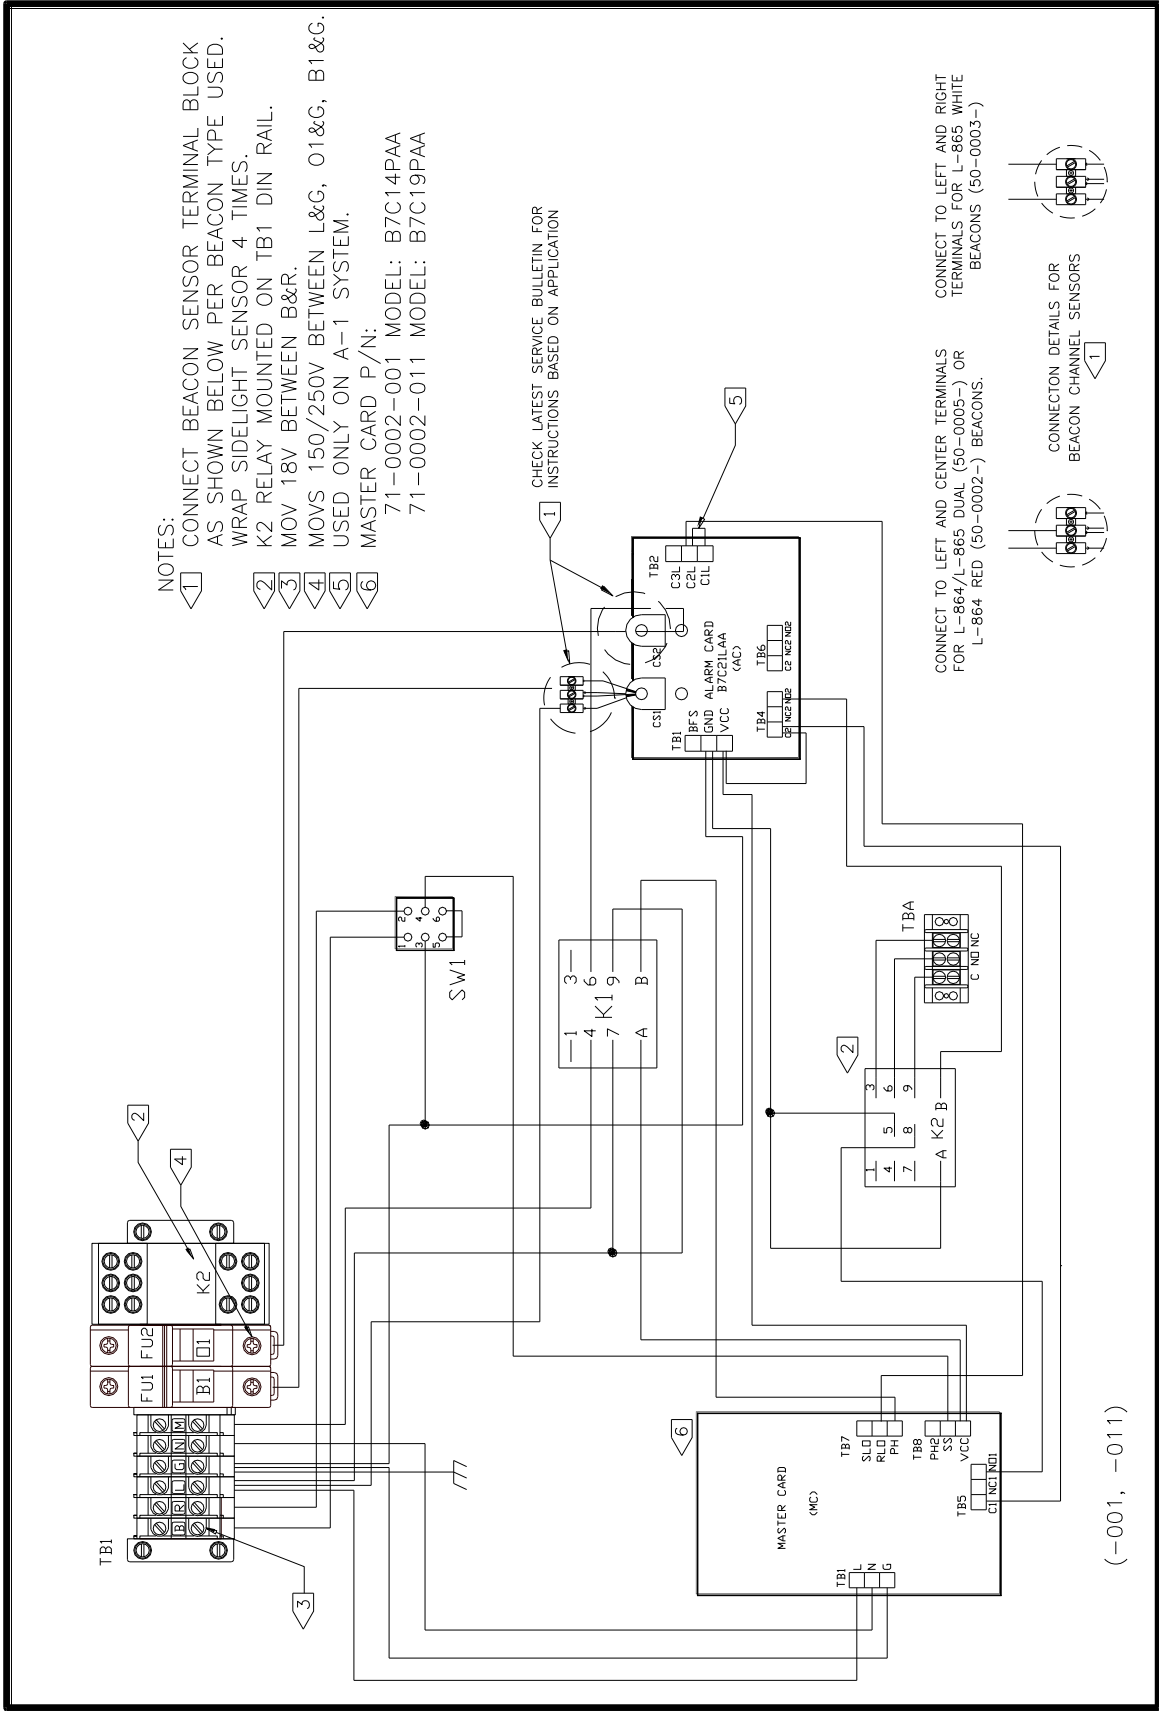 NOTES:
1 CONNECT BEACON SENSOR TERMINAL BLOCK
AS SHOWN BELOW PER BEACON TYPE USED.
WRAP SIDELIGHT SENSOR 4 TIMES.
2 K2 RELAY MOUNTED ON TB1 DIN RAIL.
3 MOV 18V BETWEEN B&R.
4 MOVS 150/250V BETWEEN L&G, O1&G, B1&G.
5 USED ONLY ON A-1 SYSTEM.
6 MASTER CARD P/N:
71-0002-001 MODEL: B7C14PAA
71-0002-011 MODEL: B7C19PAA
CHECK LATEST SERVICE BULLETIN FOR
INSTRUCTIONS BASED ON APPLICATION
1
TB1
B R L G N M
FU1 B1
FU2 O1
K2
2
4
3
SW1
1 2
3 4
5 6
K1
1 3
4 6
7 9
A B
CS1
CS2
ALARM CARD
B7C21LAA
(AC)
TB1
BFS
GND
VCC
TB2
C3L
C2L
C1L
5
TB4
C2 NC2 NO2
TB6
C2 NC2 NO2
TBA
C NO NC
2
K2
1 3
4 5 6
7 8 9
A B
6
MASTER CARD
(MC)
TB1
L
N
G
TB7
SLO
RLO
PH
TB8
PH2
SS
VCC
TB5
C1 NC1 NO1
CONNECT TO LEFT AND CENTER TERMINALS
FOR L-864/L-865 DUAL (50-0005-) OR
L-864 RED (50-0002-) BEACONS.
CONNECT TO LEFT AND RIGHT
TERMINALS FOR L-865 WHITE
BEACONS (50-0003-)
CONNECTON DETAILS FOR
BEACON CHANNEL SENSORS
1
(-001, -011)